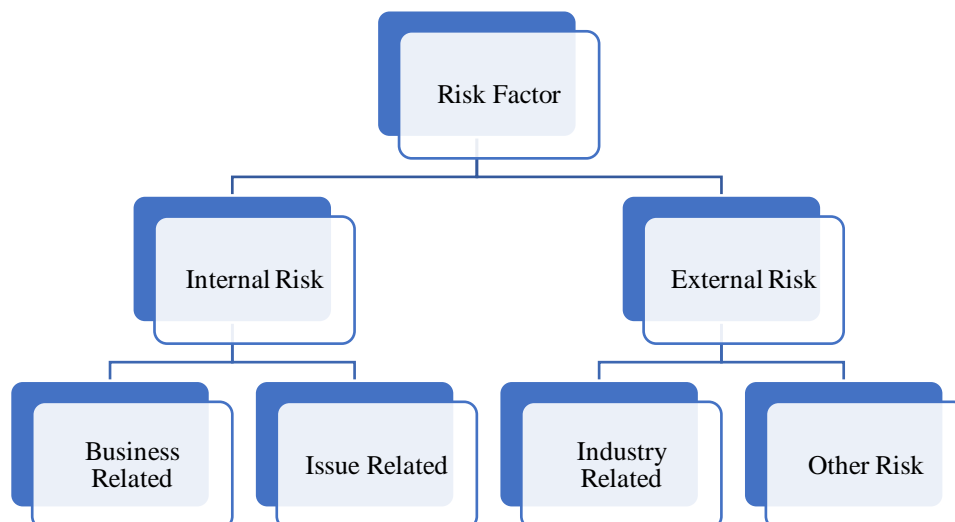 Risk Factor
Internal Risk
External Risk
Business
Related
Issue Related
Industry
Related
Other Risk